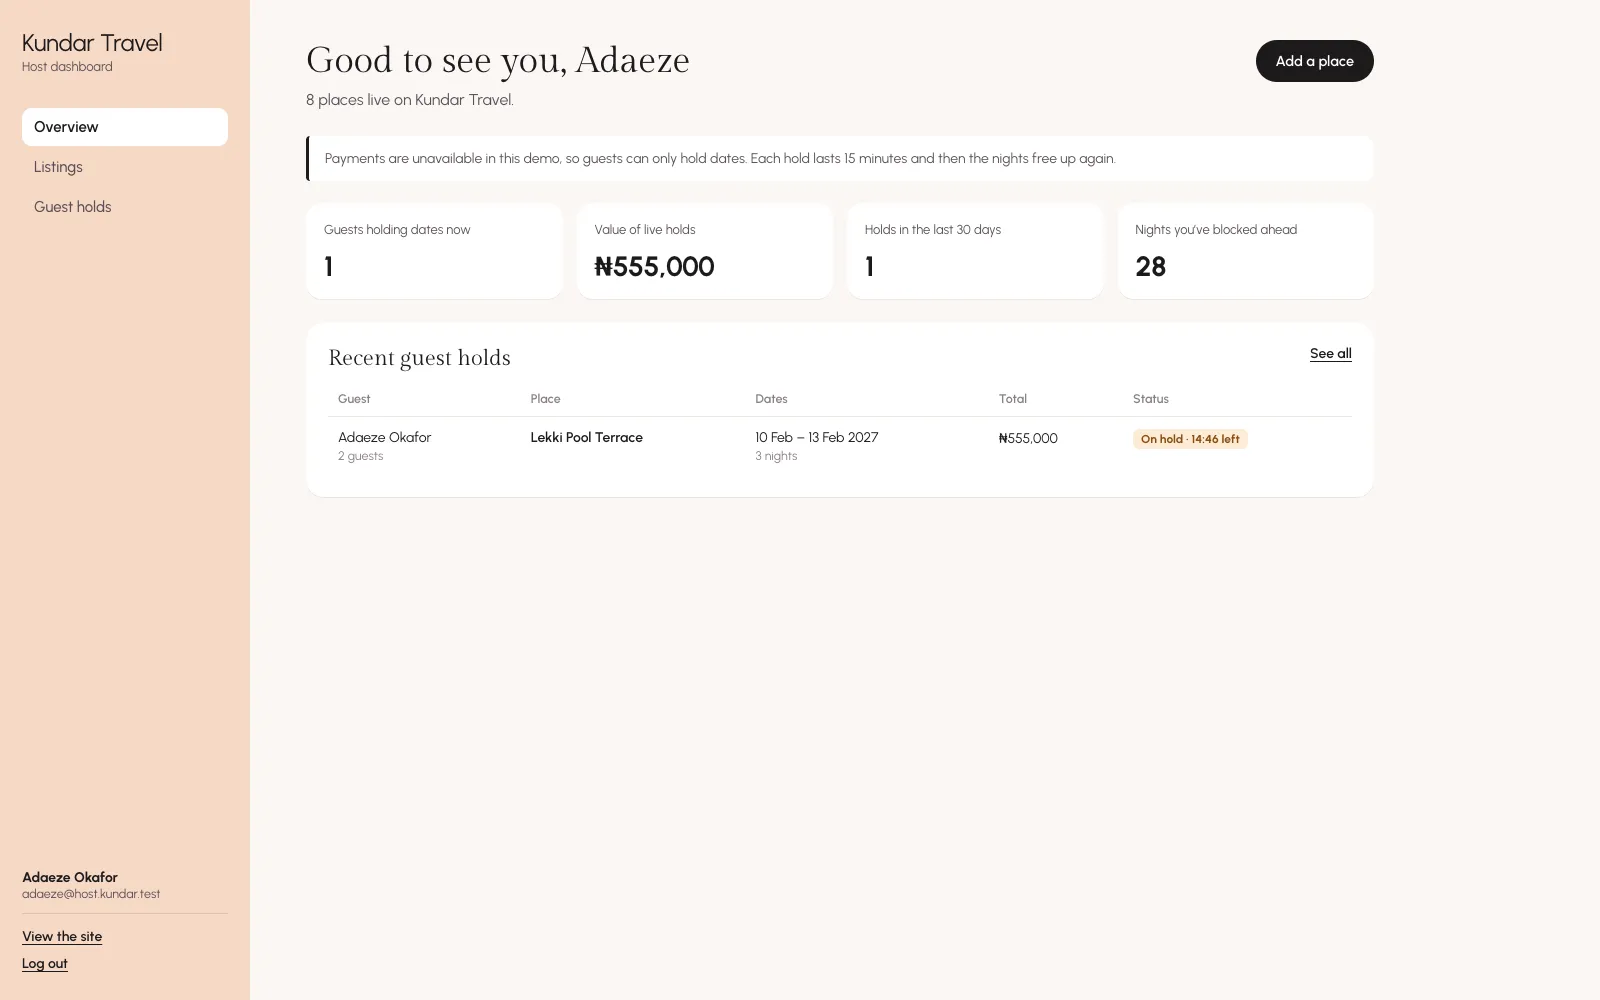 Kundar Travel
Host dashboard
Overview
Listings
Guest holds
Adaeze Okafor
adaeze@host.kundar.test
View the site
Log out
Good to see you, Adaeze
8 places live on Kundar Travel.
Add a place
Payments are unavailable in this demo, so guests can only hold dates. Each hold lasts 15 minutes and then the nights free up again.
Guests holding dates now
1
Value of live holds
₦555,000
Holds in the last 30 days
1
Nights you've blocked ahead
28
Recent guest holds
See all
Guest Place Dates Total Status
Adaeze Okafor Lekki Pool Terrace 10 Feb – 13 Feb 2027 ₦555,000 On hold · 14:46 left
2 guests 3 nights